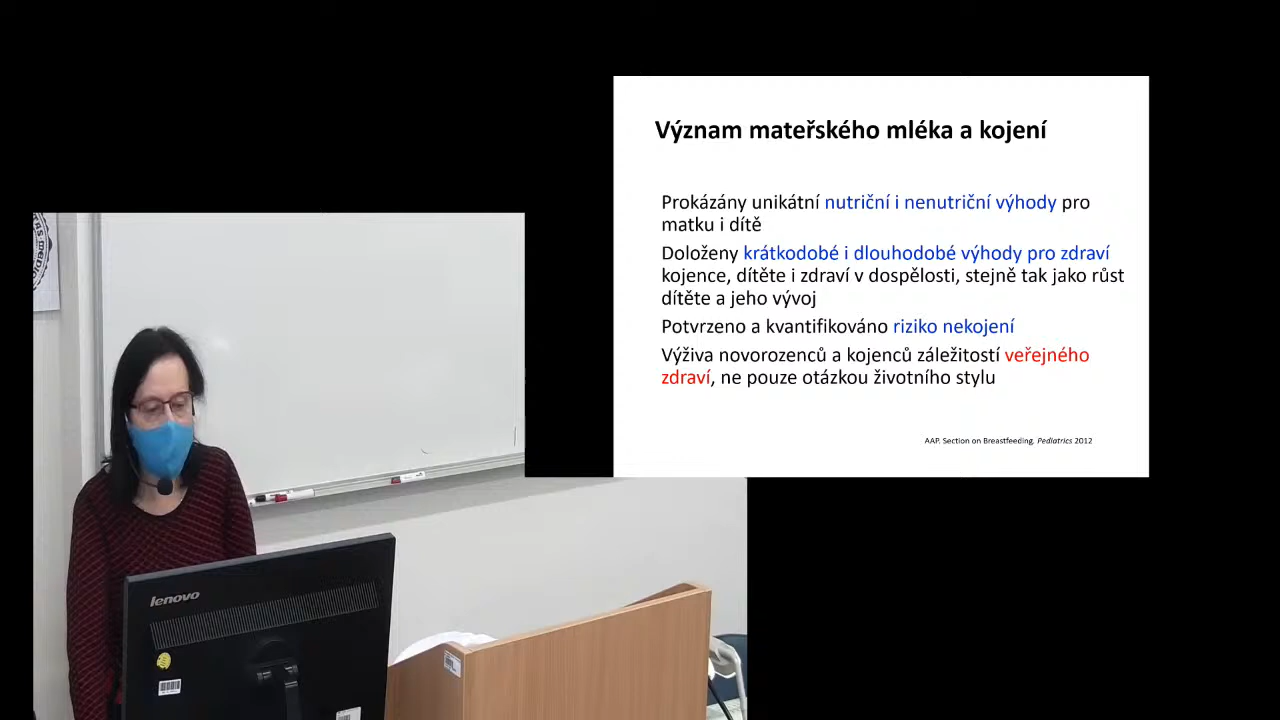 Význam mateřského mléka a kojení
Prokázány unikátní nutriční i nenutriční výhody pro
matku i dítě
Doloženy krátkodobé i dlouhodobé výhody pro zdraví
kojence, dítěte i zdraví v dospělosti, stejně tak jako růst
dítěte a jeho vývoj
Potvrzeno a kvantifikováno riziko nekojení
Výživa novorozenců a kojenců záležitostí veřejného
zdraví, ne pouze otázkou životního stylu
AAP. Section on Breastfeeding. Pediatrics 2012
lenovo